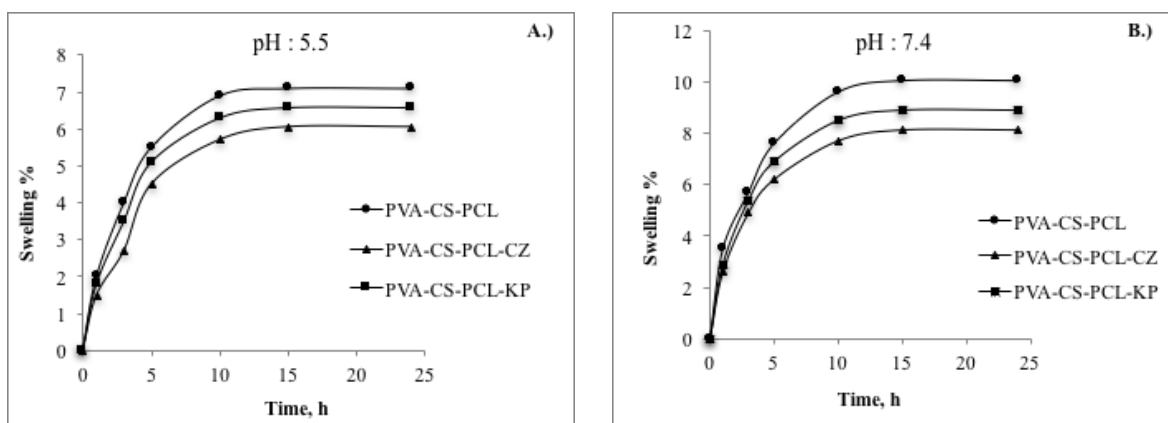 A.)
pH : 5.5
8
7
6
5
4
3
2
1
0
Swelling %
PVA-CS-PCL
PVA-CS-PCL-CZ
PVA-CS-PCL-KP
0 5 10 15 20 25
Time, h
B.)
pH : 7.4
12
10
8
6
4
2
0
Swelling %
PVA-CS-PCL
PVA-CS-PCL-CZ
PVA-CS-PCL-KP
0 5 10 15 20 25
Time, h